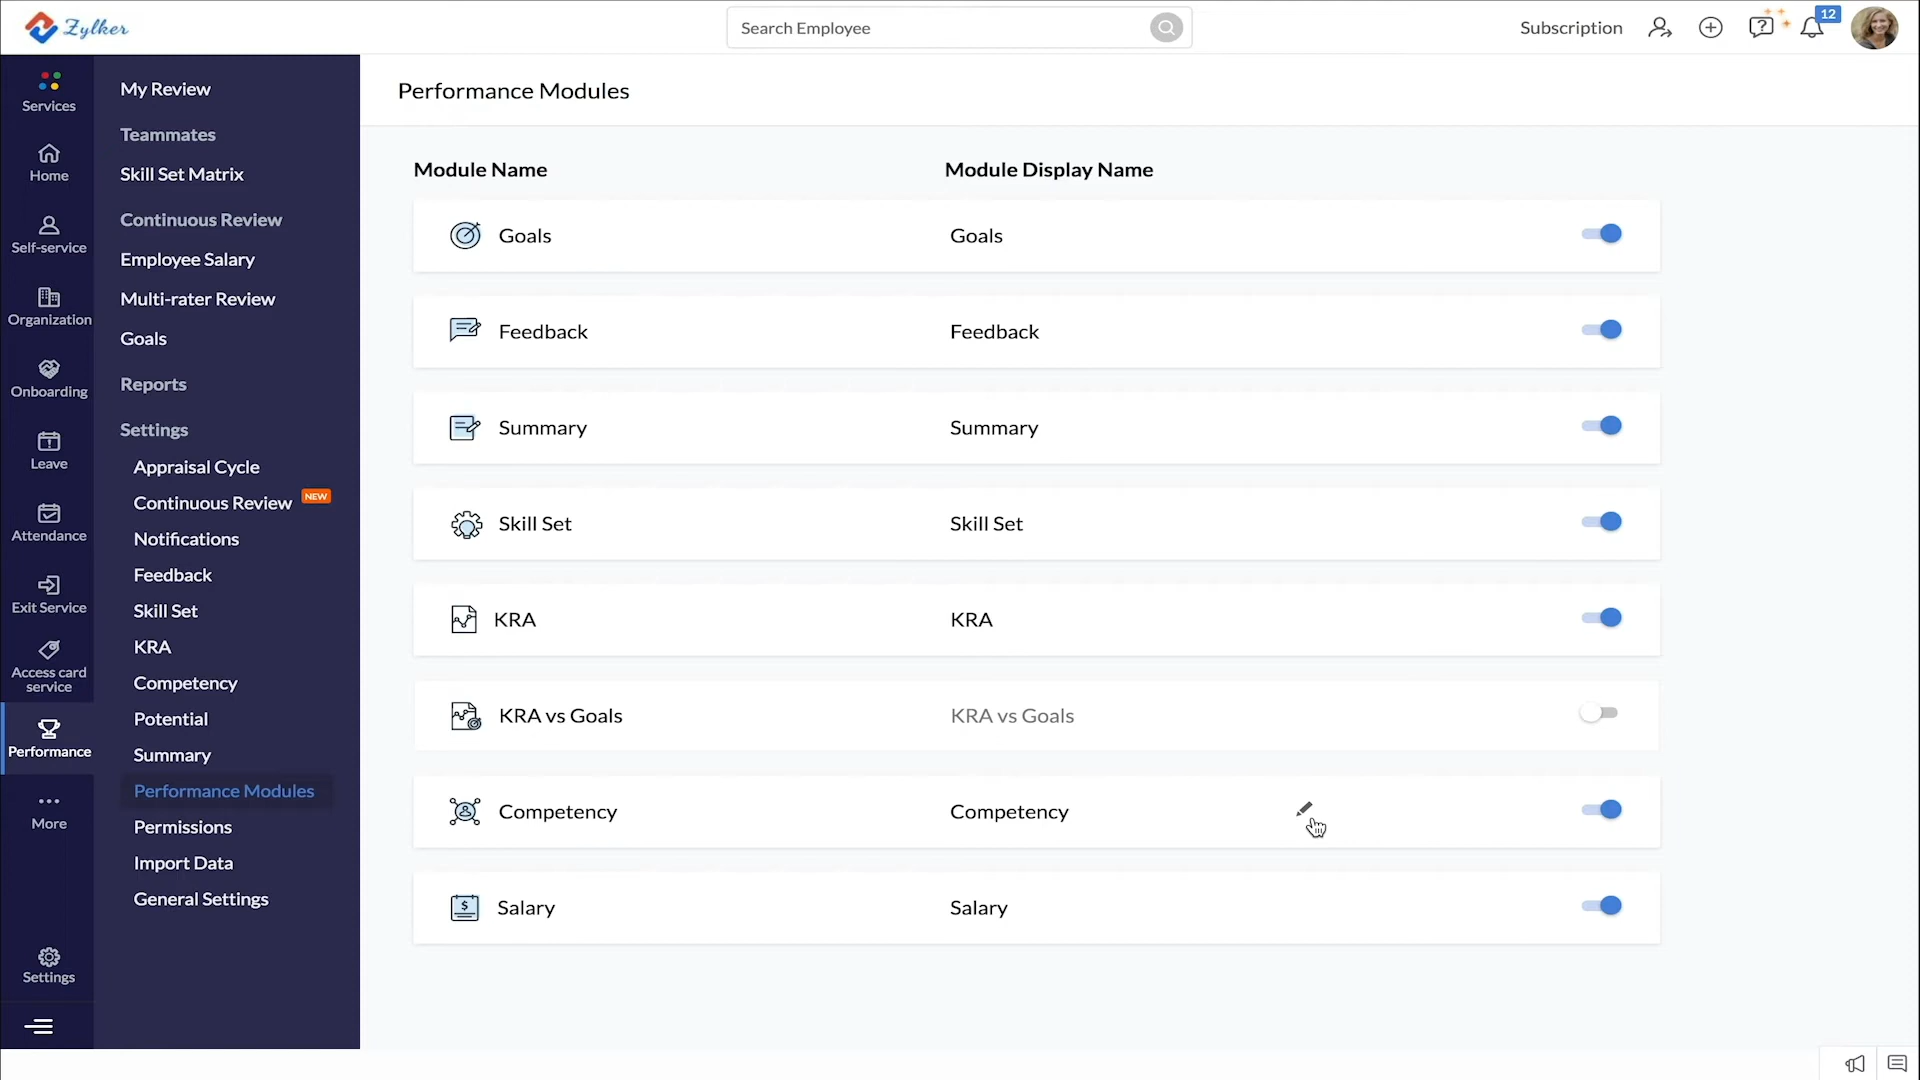 Zylker
Search Employee
Subscription
12
Services
Home
Self-service
Organization
Onboarding
Leave
Attendance
Exit Service
Access card
service
Performance
More
Settings
My Review
Teammates
Skill Set Matrix
Continuous Review
Employee Salary
Multi-rater Review
Goals
Reports
Settings
Appraisal Cycle
Continuous Review NEW
Notifications
Feedback
Skill Set
KRA
Competency
Potential
Summary
Performance Modules
Permissions
Import Data
General Settings
Performance Modules
Module Name Module Display Name
Goals Goals
Feedback Feedback
Summary Summary
Skill Set Skill Set
KRA KRA
KRA vs Goals KRA vs Goals
Competency Competency
Salary Salary